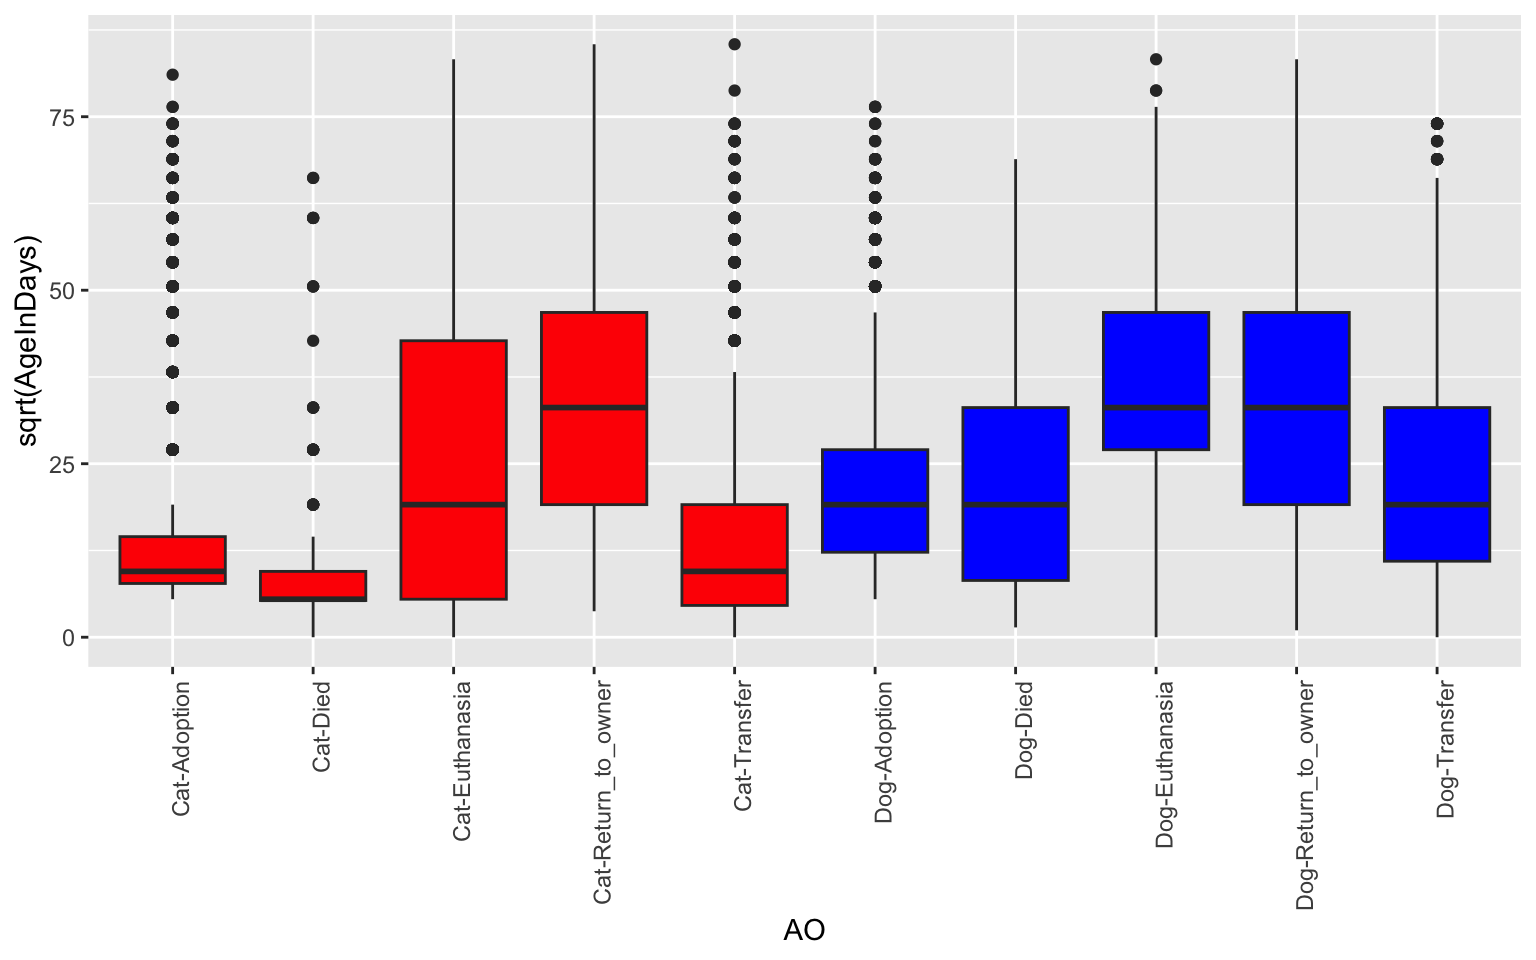 sqrt(AgeInDays)
75
50
25
0
Cat-Adoption
Cat-Died
Cat-Euthanasia
Cat-Return_to_owner
Cat-Transfer
Dog-Adoption
Dog-Died
Dog-Euthanasia
Dog-Return_to_owner
Dog-Transfer
AO